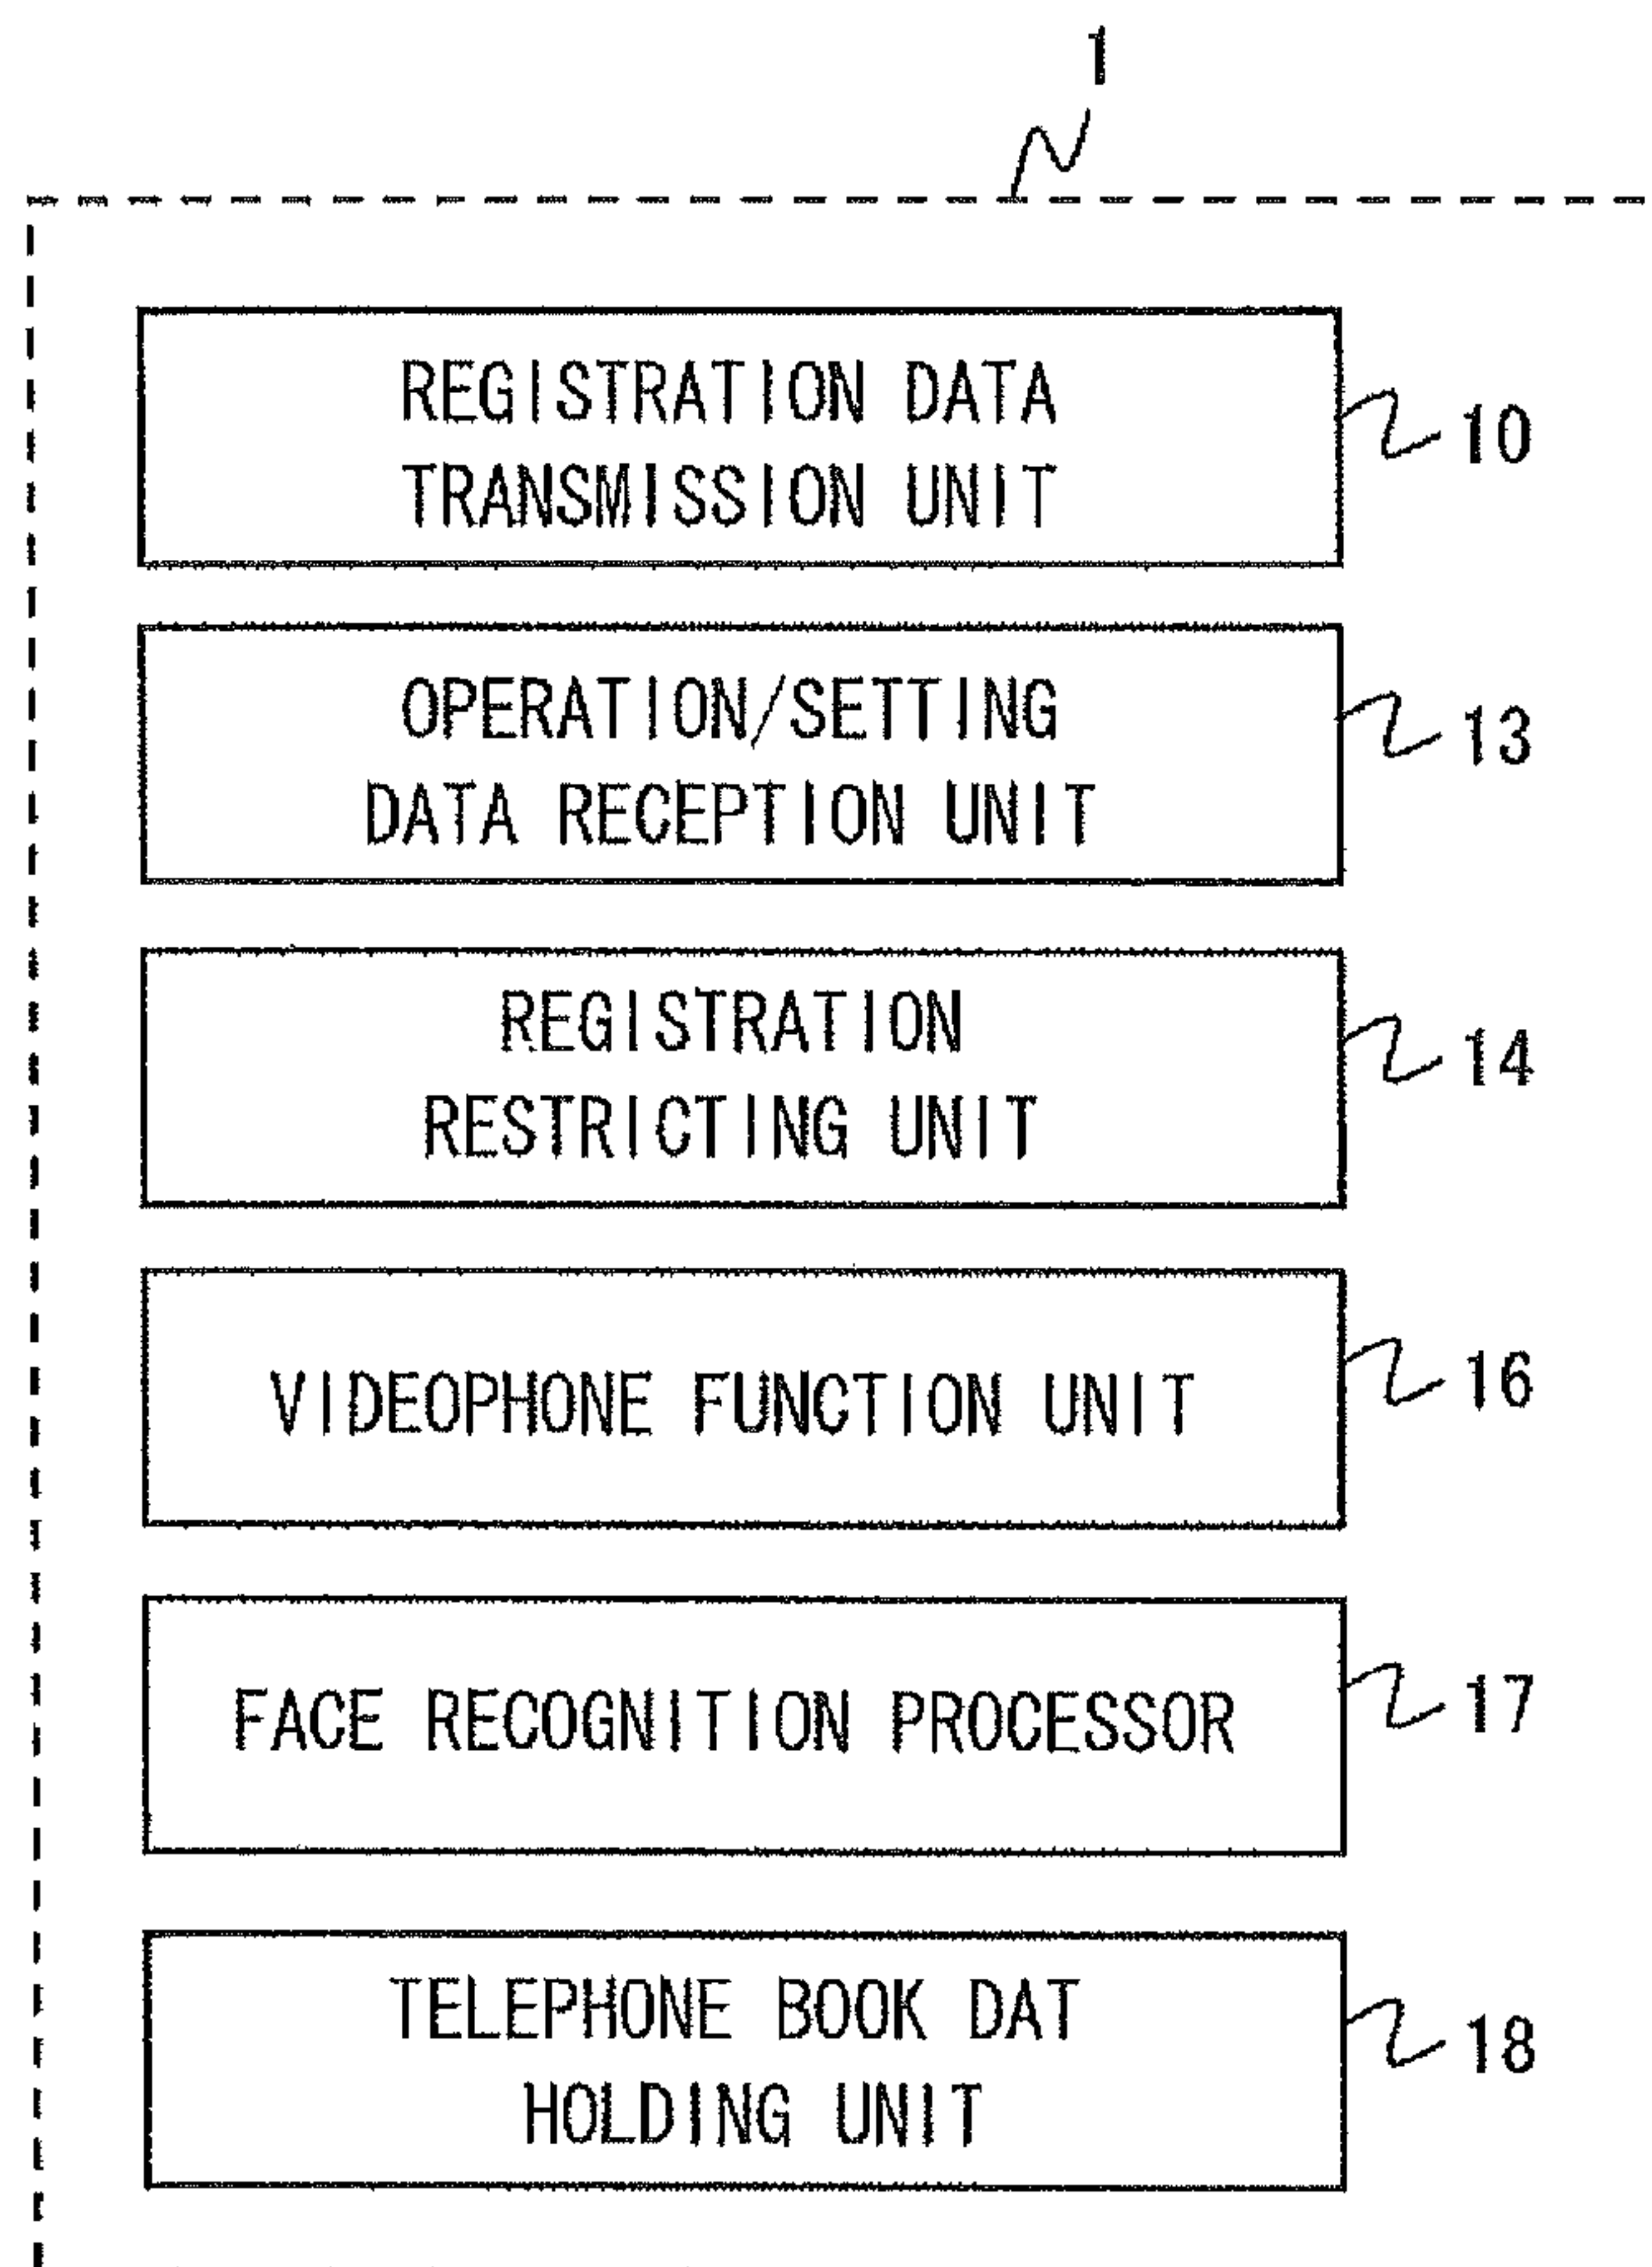 1
REGISTRATION DATA
TRANSMISSION UNIT
10
OPERATION/SETTING
DATA RECEPTION UNIT
13
REGISTRATION
RESTRICTING UNIT
14
VIDEOPHONE FUNCTION UNIT
16
FACE RECOGNITION PROCESSOR
17
TELEPHONE BOOK DAT
HOLDING UNIT
18